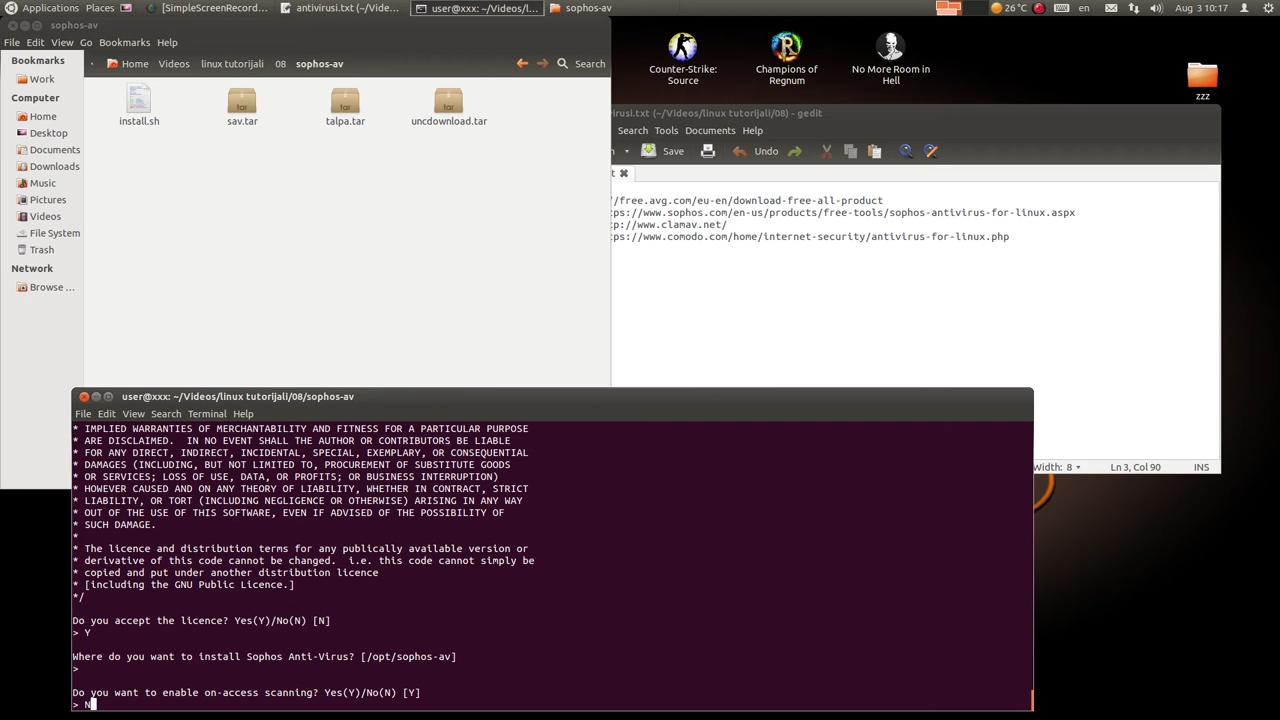 Applications Places [SimpleScreenRecord... antivirusi.txt (~/Vide... user@xxx: ~/Videos/l... sophos-av 26 °C en Aug 3 10:17
sophos-av
File Edit View Go Bookmarks Help
Bookmarks
Work
Computer
Home
Desktop
Documents
Downloads
Music
Pictures
Videos
File System
Trash
Network
Browse ...
Home Videos linux tutorijali 08 sophos-av Search
install.sh sav.tar talpa.tar uncdownload.tar
Counter-Strike:
Source
Champions of
Regnum
No More Room in
Hell
zzz
virusi.txt (~/Videos/linux tutorijali/08) - gedit
Search Tools Documents Help
Save Undo
//free.avg.com/eu-en/download-free-all-product
ps://www.sophos.com/en-us/products/free-tools/sophos-antivirus-for-linux.aspx
p://www.clamav.net/
ps://www.comodo.com/home/internet-security/antivirus-for-linux.php
Width: 8 Ln 3, Col 90 INS
user@xxx: ~/Videos/linux tutorijali/08/sophos-av
File Edit View Search Terminal Help
* IMPLIED WARRANTIES OF MERCHANTABILITY AND FITNESS FOR A PARTICULAR PURPOSE
* ARE DISCLAIMED.  IN NO EVENT SHALL THE AUTHOR OR CONTRIBUTORS BE LIABLE
* FOR ANY DIRECT, INDIRECT, INCIDENTAL, SPECIAL, EXEMPLARY, OR CONSEQUENTIAL
* DAMAGES (INCLUDING, BUT NOT LIMITED TO, PROCUREMENT OF SUBSTITUTE GOODS
* OR SERVICES; LOSS OF USE, DATA, OR PROFITS; OR BUSINESS INTERRUPTION)
* HOWEVER CAUSED AND ON ANY THEORY OF LIABILITY, WHETHER IN CONTRACT, STRICT
* LIABILITY, OR TORT (INCLUDING NEGLIGENCE OR OTHERWISE) ARISING IN ANY WAY
* OUT OF THE USE OF THIS SOFTWARE, EVEN IF ADVISED OF THE POSSIBILITY OF
* SUCH DAMAGE.
*
* The licence and distribution terms for any publically available version or
* derivative of this code cannot be changed.  i.e. this code cannot simply be
* copied and put under another distribution licence
* [including the GNU Public Licence.]
*/
Do you accept the licence? Yes(Y)/No(N) [N]
> Y
Where do you want to install Sophos Anti-Virus? [/opt/sophos-av]
>
Do you want to enable on-access scanning? Yes(Y)/No(N) [Y]
> N